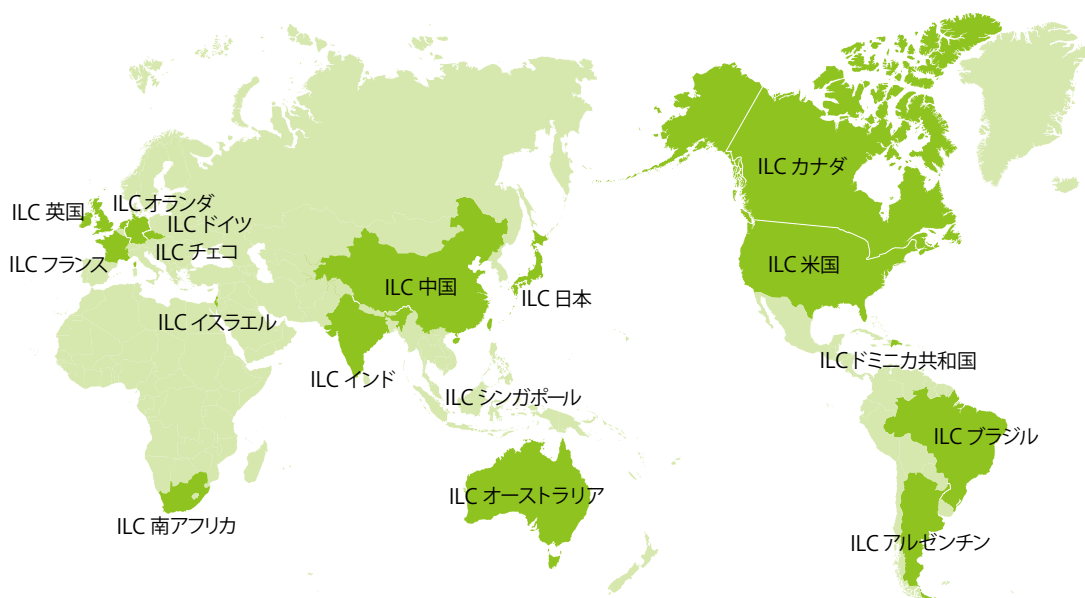 ILC カナダ
ILC オランダ
ILC 英国
ILC ドイツ
ILC チェコ
ILC フランス
ILC 米国
ILC 中国
ILC 日本
ILC イスラエル
ILC ドミニカ共和国
ILC インド
ILC シンガポール
ILC ブラジル
ILC オーストラリア
ILC 南アフリカ
ILC アルゼンチン